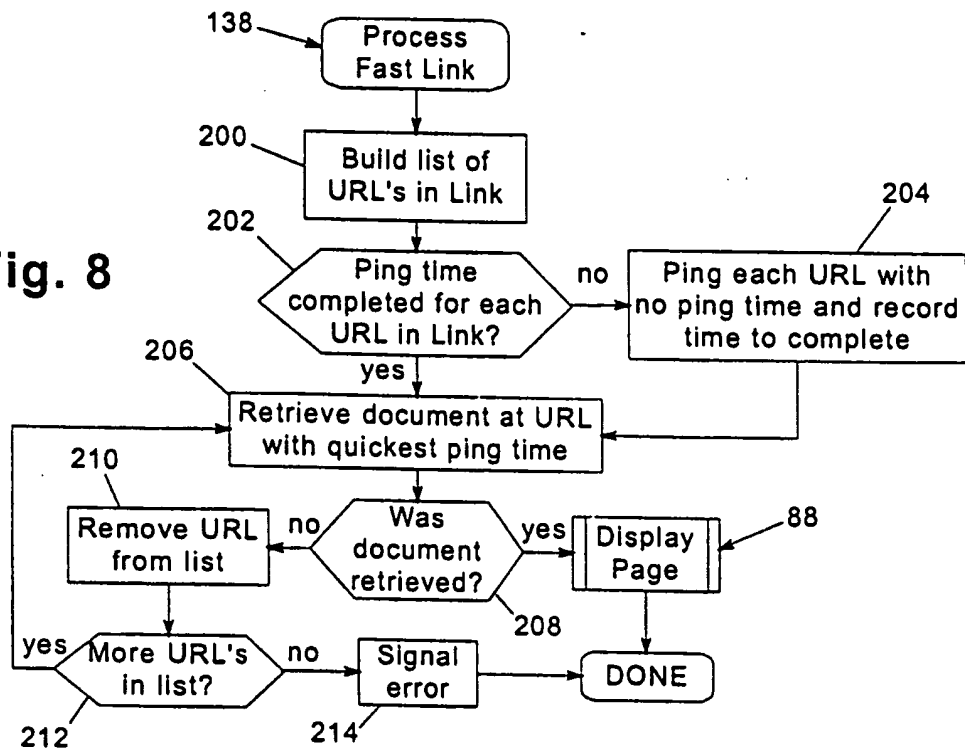 138
Process
Fast Link
200
Build list of
URL's in Link
202
204
ig. 8
Ping time
completed for each
URL in Link?
no
Ping each URL with
no ping time and record
time to complete
206
yes
Retrieve document at URL
with quickest ping time
210
Remove URL
from list
no
Was
document
retrieved?
yes
Display
Page
88
208
yes
More URL's
in list?
no
Signal
error
DONE
212
214